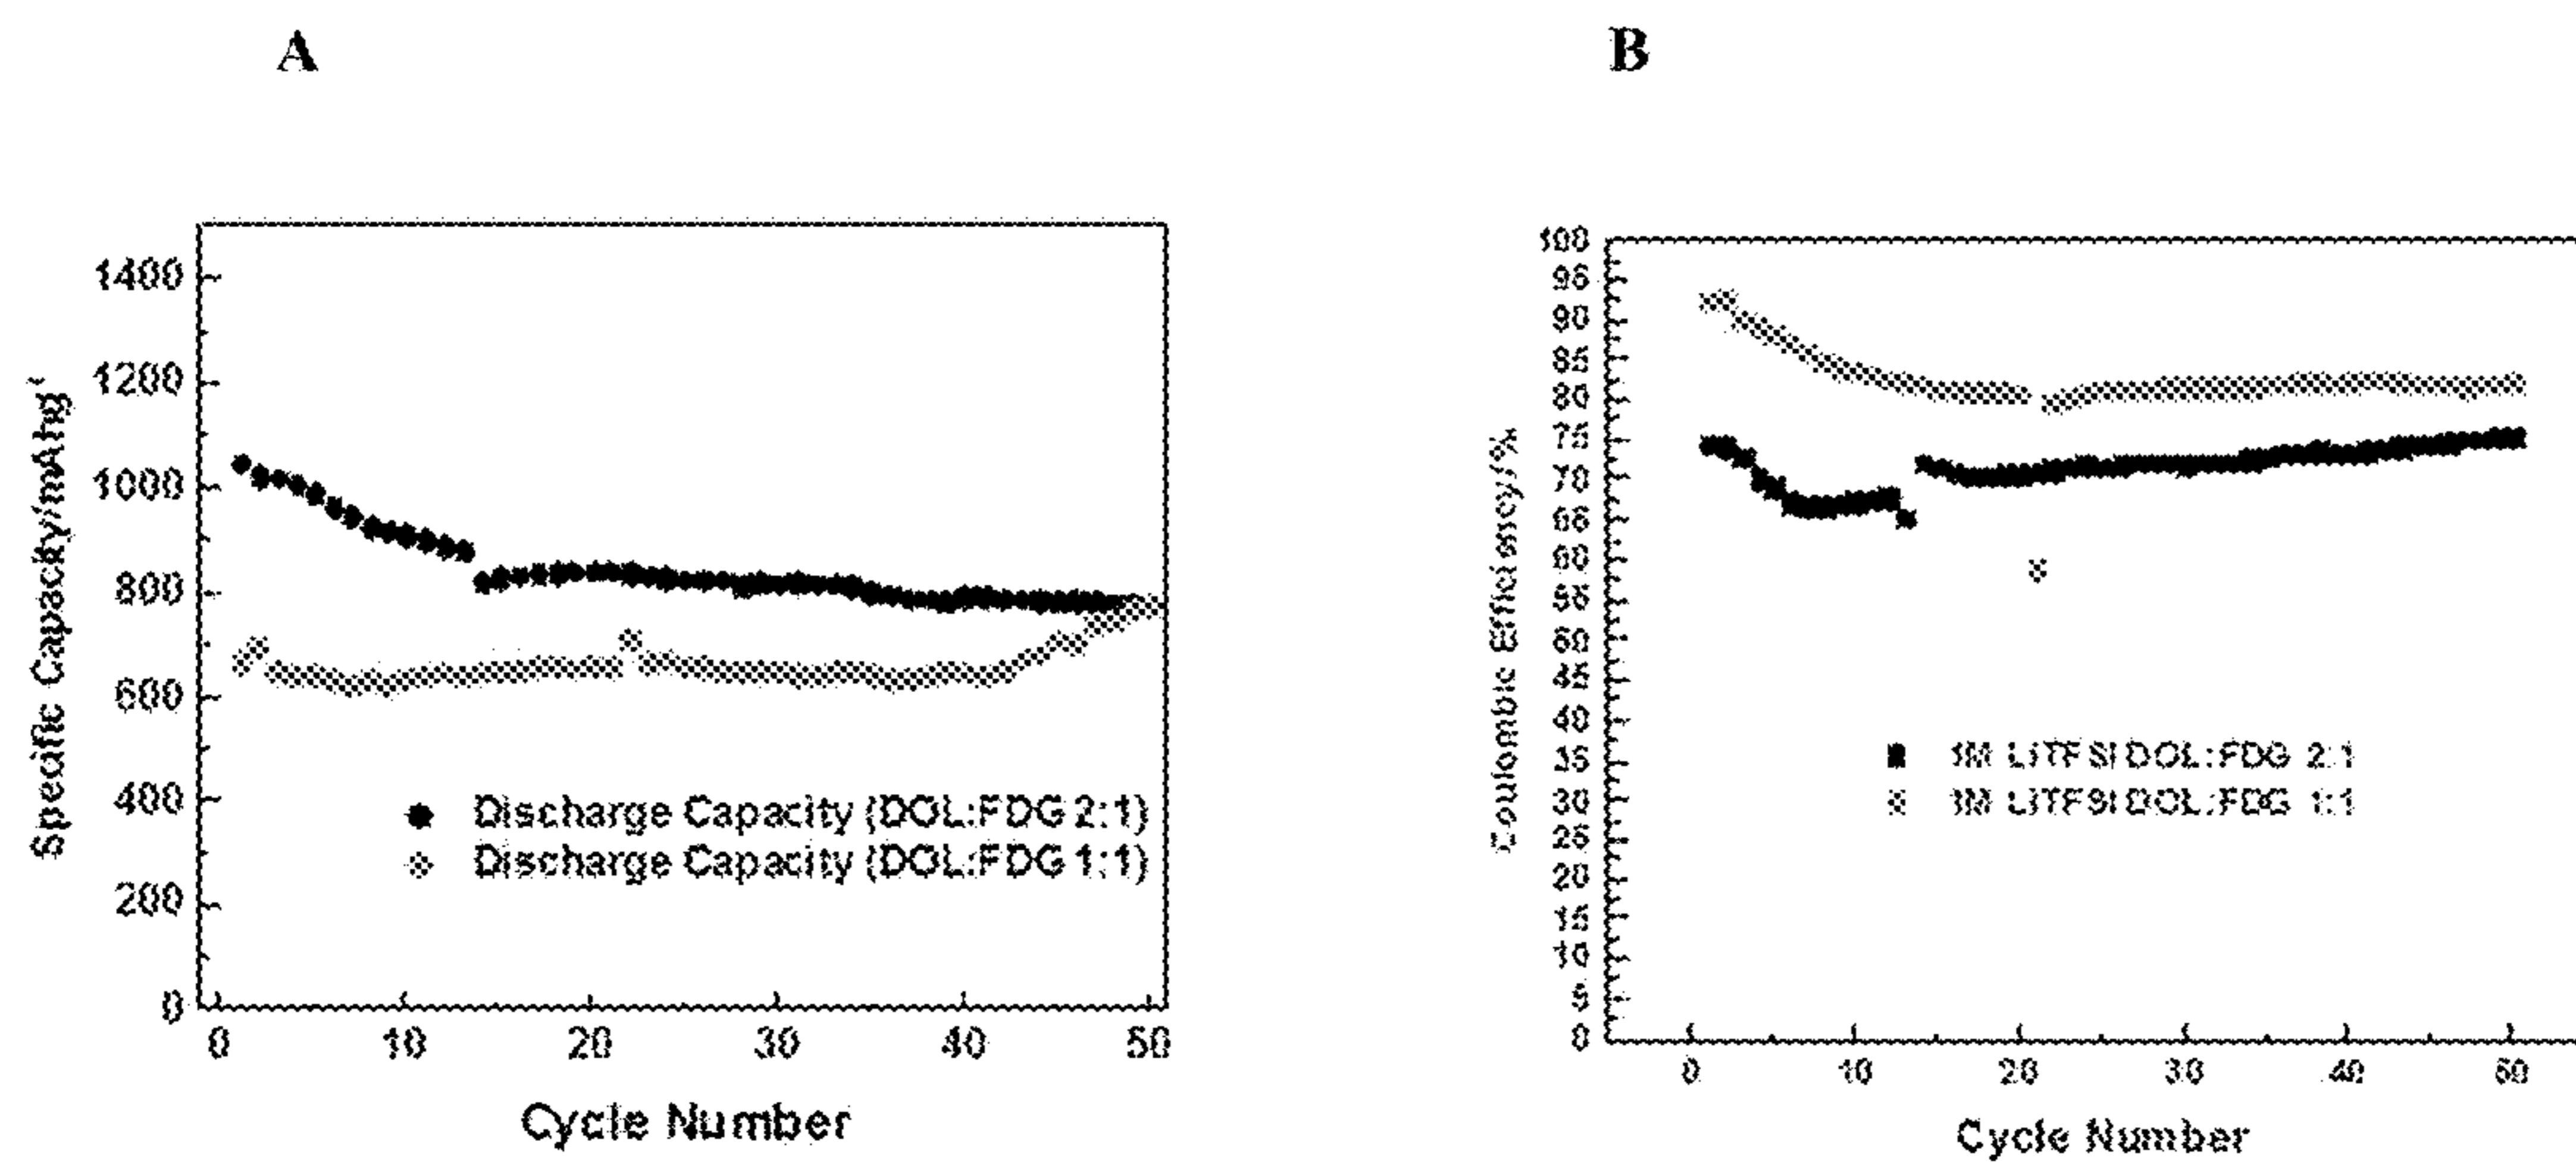 A
B
Specific Capacity/mAhg⁻¹
1400
1200
1000
800
600
400
200
0
Discharge Capacity (DOL:FDG 2:1)
Discharge Capacity (DOL:FDG 1:1)
0 10 20 30 40 50
Cycle Number
Coulombic Efficiency/%
100
95
90
85
80
75
70
65
60
55
50
45
40
35
30
25
20
15
10
5
0
1M LiTFSI DOL:FDG 2:1
1M LiTFSI DOL:FDG 1:1
0 10 20 30 40 50
Cycle Number